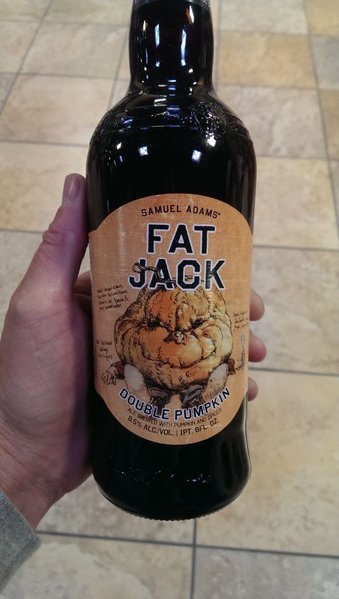 SAMUEL ADAMS®
FAT
JACK
DOUBLE PUMPKIN
ALE BREWED WITH PUMPKIN AND SPICES
8.5% ALC/VOL. | 1PT. 6FL. OZ.